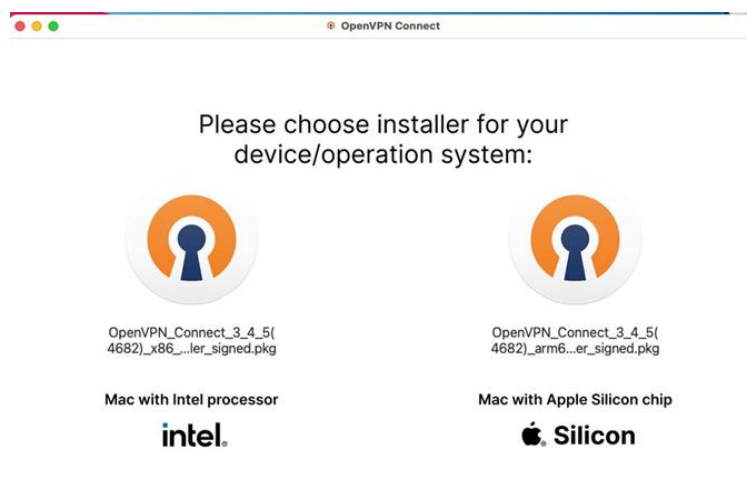 OpenVPN Connect
Please choose installer for your
device/operation system:
OpenVPN_Connect_3_4_5(
4682)_x86_...ler_signed.pkg
OpenVPN_Connect_3_4_5(
4682)_arm6...er_signed.pkg
Mac with Intel processor
Mac with Apple Silicon chip
intel.
Silicon